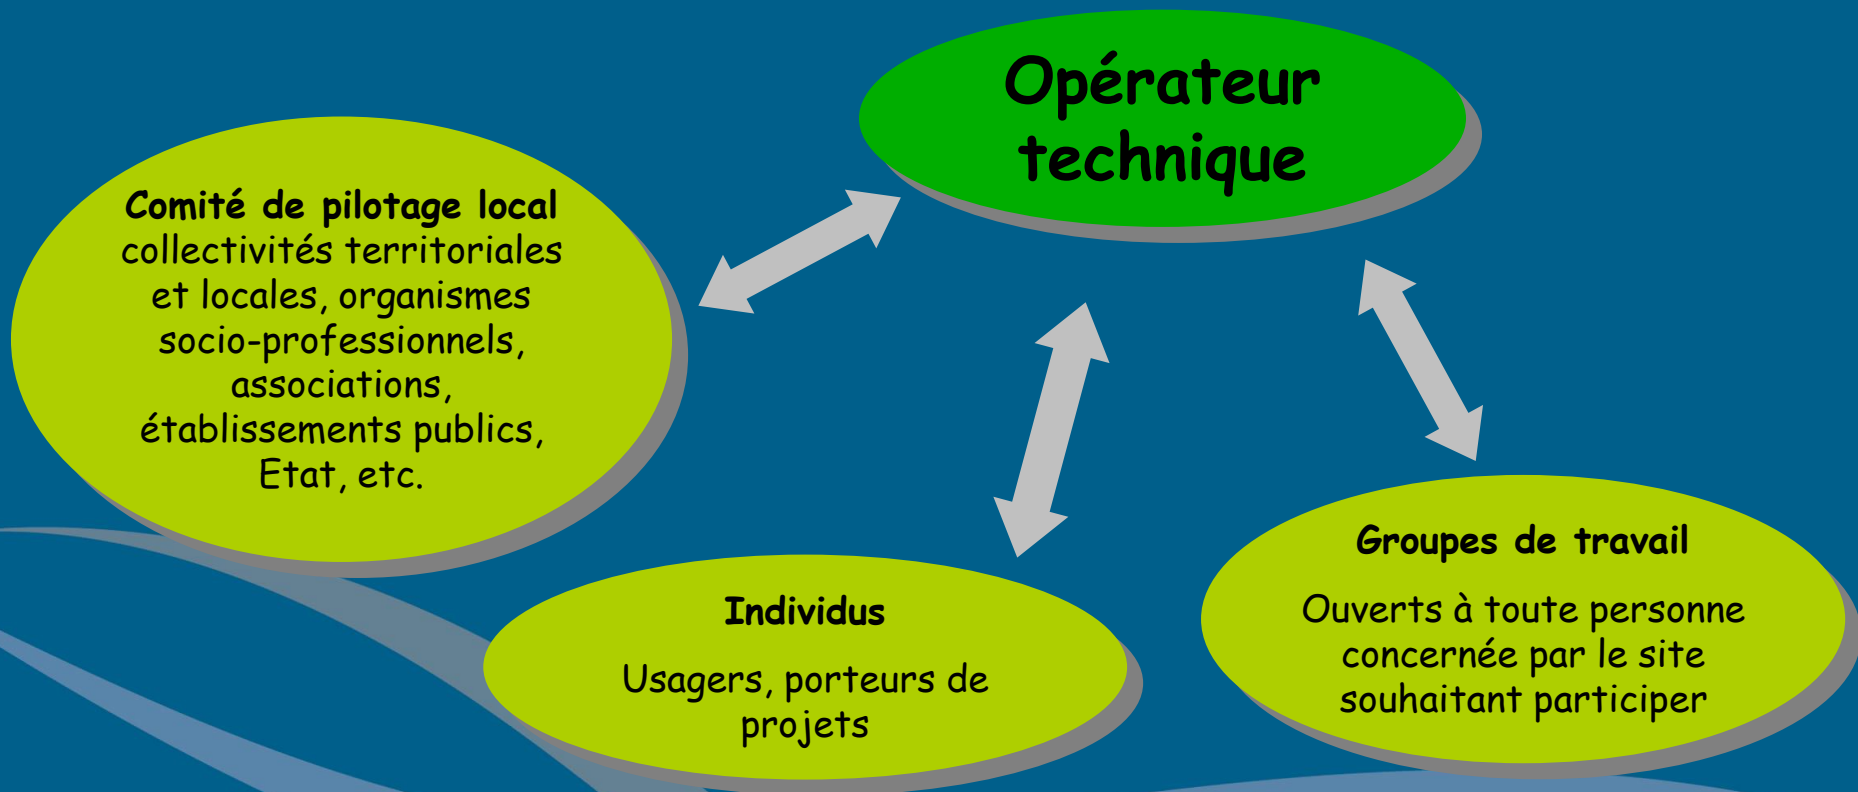 Opérateur
technique
Comité de pilotage local
collectivités territoriales
et locales, organismes
socio-professionnels,
associations,
établissements publics,
Etat, etc.
Individus
Usagers, porteurs de
projets
Groupes de travail
Ouverts à toute personne
concernée par le site
souhaitant participer